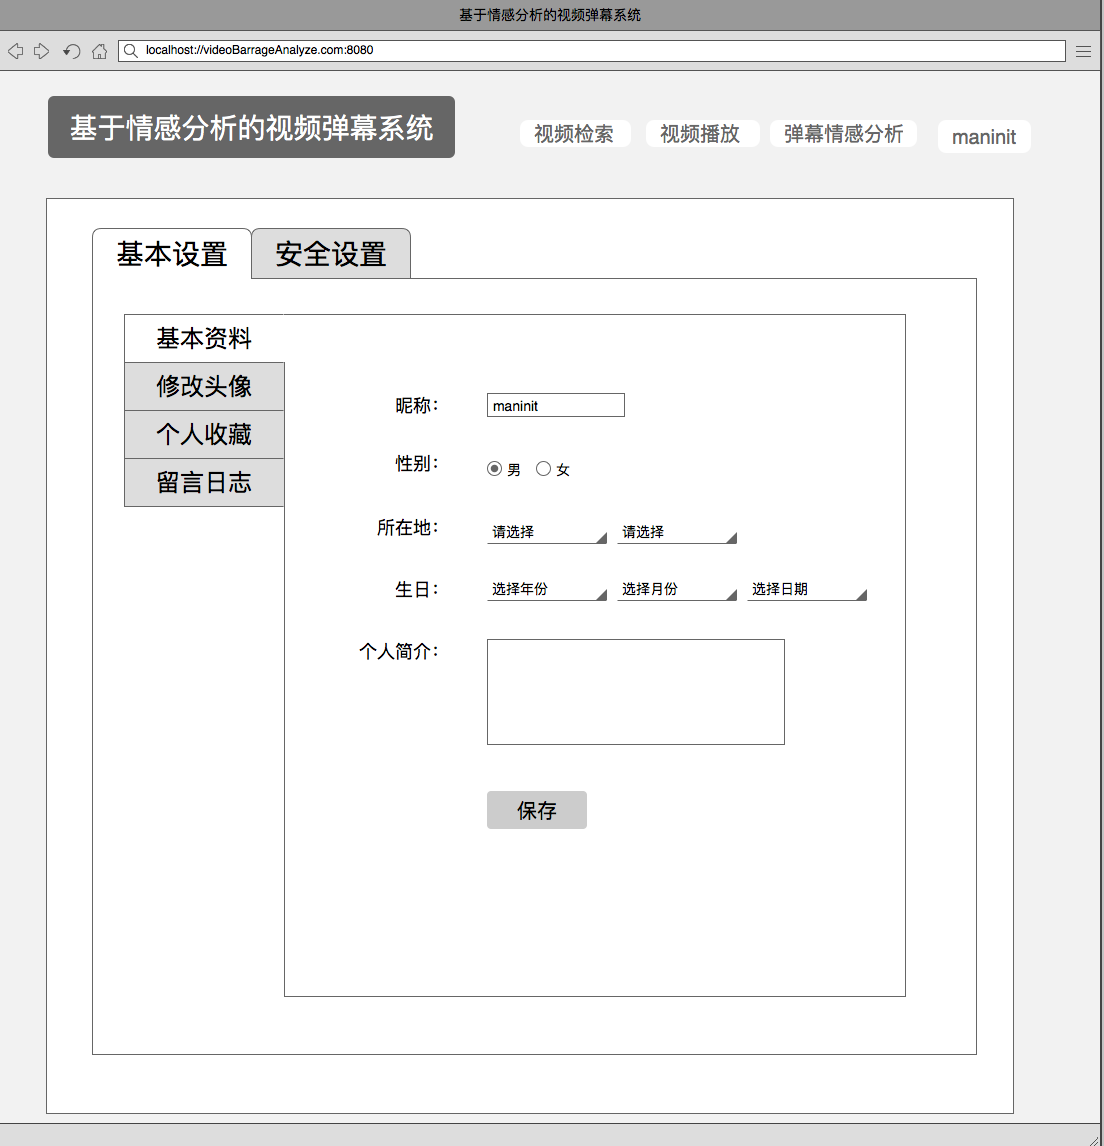 基于情感分析的视频弹幕系统
localhost://videoBarrageAnalyze.com:8080
基于情感分析的视频弹幕系统
视频检索 视频播放 弹幕情感分析 maninit
基本设置 安全设置
基本资料
修改头像
个人收藏
留言日志
昵称： maninit
性别： 男 女
所在地： 请选择 请选择
生日： 选择年份 选择月份 选择日期
个人简介：
保存